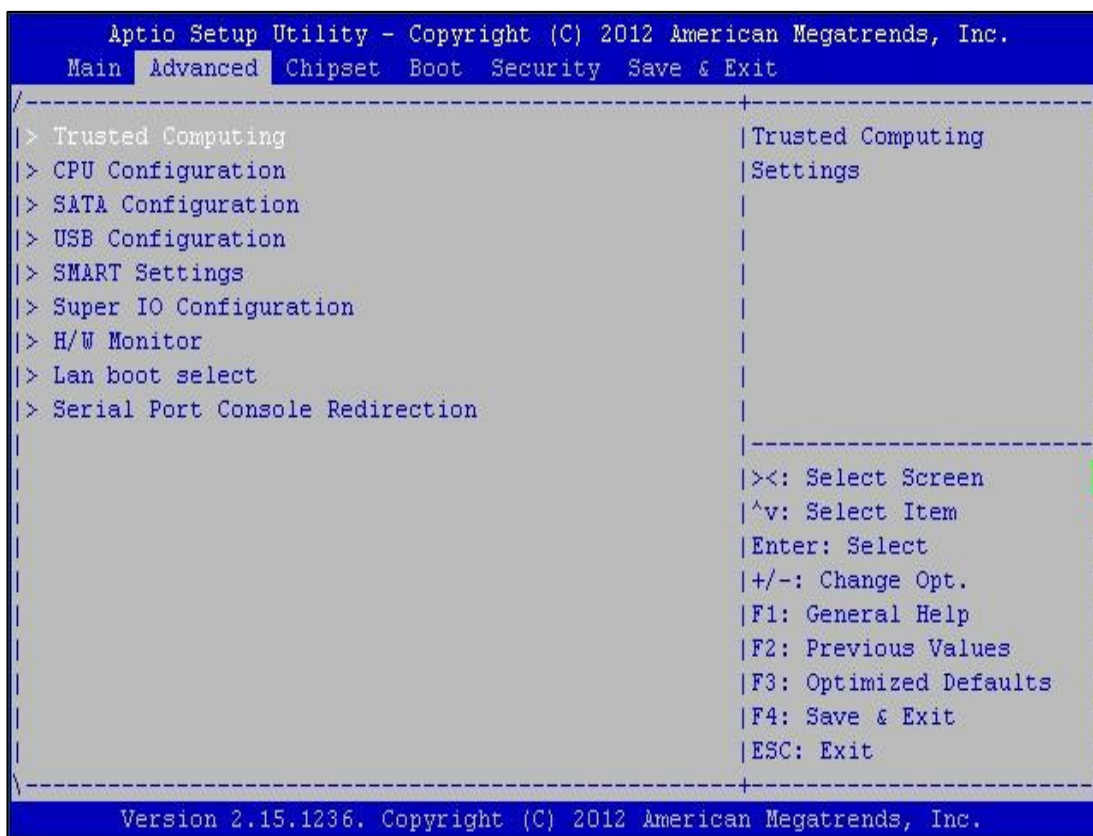 Aptio Setup Utility - Copyright (C) 2012 American Megatrends, Inc.
Main Advanced Chipset Boot Security Save & Exit
> Trusted Computing
> CPU Configuration
> SATA Configuration
> USB Configuration
> SMART Settings
> Super IO Configuration
> H/W Monitor
> Lan boot select
> Serial Port Console Redirection
Trusted Computing
Settings
><: Select Screen
^v: Select Item
Enter: Select
+/-: Change Opt.
F1: General Help
F2: Previous Values
F3: Optimized Defaults
F4: Save & Exit
ESC: Exit
Version 2.15.1236. Copyright (C) 2012 American Megatrends, Inc.